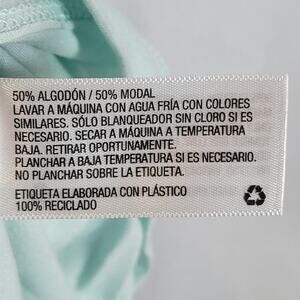 50% ALGODÓN / 50% MODAL
LAVAR A MÁQUINA CON AGUA FRÍA CON COLORES
SIMILARES. SÓLO BLANQUEADOR SIN CLORO SI ES
NECESARIO. SECAR A MÁQUINA A TEMPERATURA
BAJA. RETIRAR OPORTUNAMENTE.
PLANCHAR A BAJA TEMPERATURA SI ES NECESARIO.
NO PLANCHAR SOBRE LA ETIQUETA.
ETIQUETA ELABORADA CON PLÁSTICO
100% RECICLADO